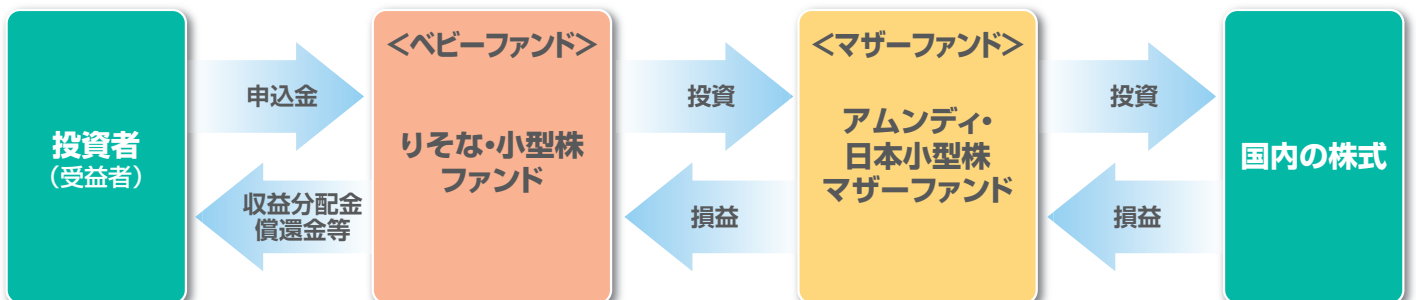 投資者
（受益者）
申込金
収益分配金
償還金等
＜ベビーファンド＞
りそな・小型株
ファンド
投資
損益
＜マザーファンド＞
アムンディ・
日本小型株
マザーファンド
投資
損益
国内の株式